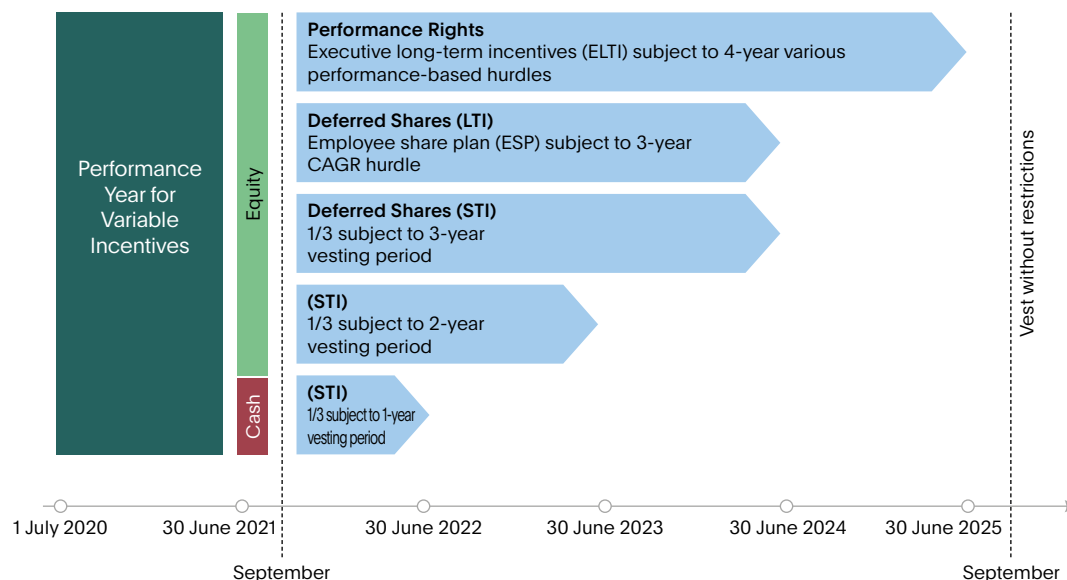 Performance
Year for
Variable
Incentives
Equity
Cash
Performance Rights
Executive long-term incentives (ELTI) subject to 4-year various
performance-based hurdles
Deferred Shares (LTI)
Employee share plan (ESP) subject to 3-year
CAGR hurdle
Deferred Shares (STI)
1/3 subject to 3-year
vesting period
(STI)
1/3 subject to 2-year
vesting period
(STI)
1/3 subject to 1-year
vesting period
Vest without restrictions
1 July 2020
30 June 2021
30 June 2022
30 June 2023
30 June 2024
30 June 2025
September
September